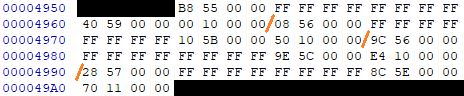 00004950 B8 55 00 00 FF FF FF FF FF FF FF FF
00004960 40 59 00 00 00 10 00 00 08 56 00 00 FF FF FF FF
00004970 FF FF FF FF 10 5B 00 00 50 10 00 00 9C 56 00 00
00004980 FF FF FF FF FF FF FF FF 9E 5C 00 00 E4 10 00 00
00004990 28 57 00 00 FF FF FF FF FF FF FF FF 8C 5E 00 00
000049A0 70 11 00 00